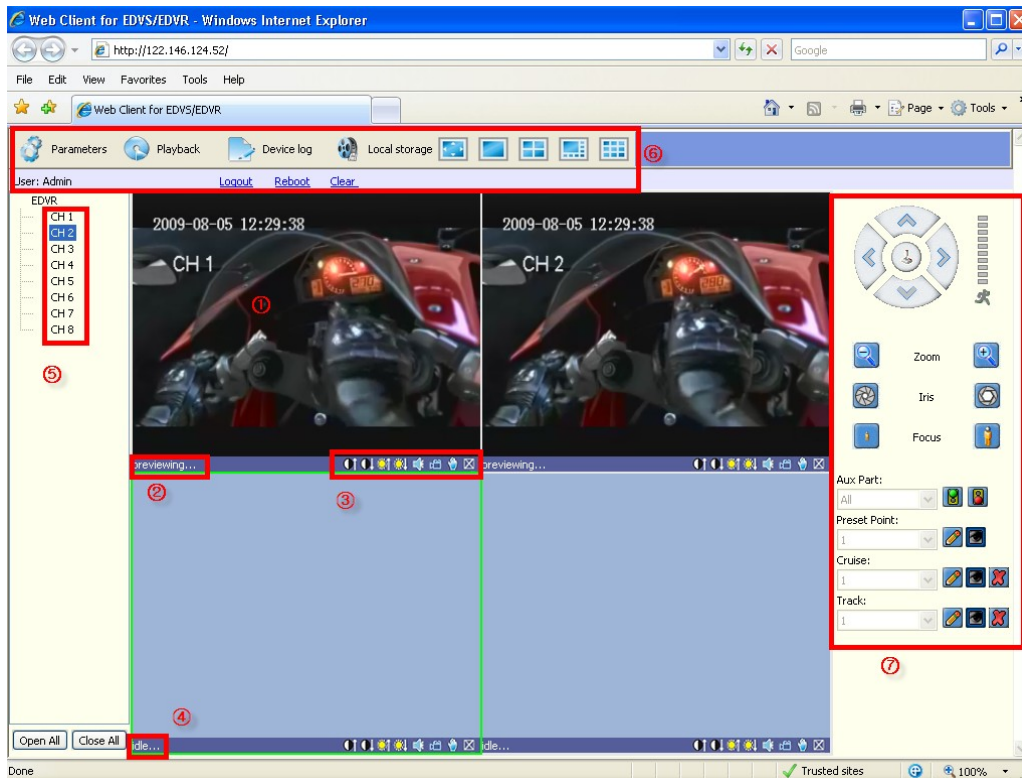 Web Client for EDVS/EDVR - Windows Internet Explorer
http://122.146.124.52/
Google
File Edit View Favorites Tools Help
Web Client for EDVS/EDVR
Page Tools
Parameters Playback Device log Local storage
⑥
User: Admin Logout Reboot Clear
EDVR
CH 1
CH 2
CH 3
CH 4
CH 5
CH 6
CH 7
CH 8
⑤
2009-08-05 12:29:38
CH 1
①
2009-08-05 12:29:38
CH 2
previewing...
previewing...
②
③
Zoom
Iris
Focus
Aux Part:
All
Preset Point:
1
Cruise:
1
Track:
1
⑦
④
Open All Close All
idle...
idle...
Done
Trusted sites
100%